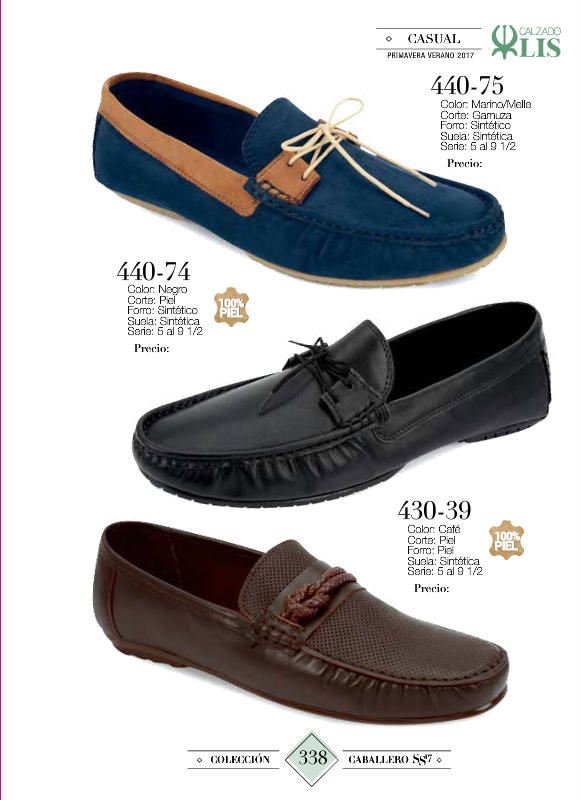 CASUAL
PRIMAVERA VERANO 2017
CALZADO
LIS
440-75
Color: Marino/Melle
Corte: Gamuza
Forro: Sintético
Suela: Sintética
Serie: 5 al 9 1/2
Precio:
440-74
Color: Negro
Corte: Piel
Forro: Sintético
Suela: Sintética
Serie: 5 al 9 1/2
Precio:
100%
PIEL
430-39
Color: Café
Corte: Piel
Forro: Piel
Suela: Sintética
Serie: 5 al 9 1/2
Precio:
100%
PIEL
COLECCIÓN 338 CABALLERO SS17